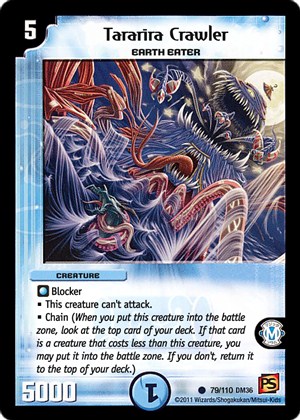 5
Tararira Crawler
EARTH EATER
CREATURE
Blocker
▪ This creature can't attack.
▪ Chain (When you put this creature into the battle
zone, look at the top card of your deck. If that card
is a creature that costs less than this creature, you
may put it into the battle zone. If you don't, return it
to the top of your deck.)
5000
1
79/110 DM36
PS
©2011 Wizards/Shogakukan/Mitsui-Kids